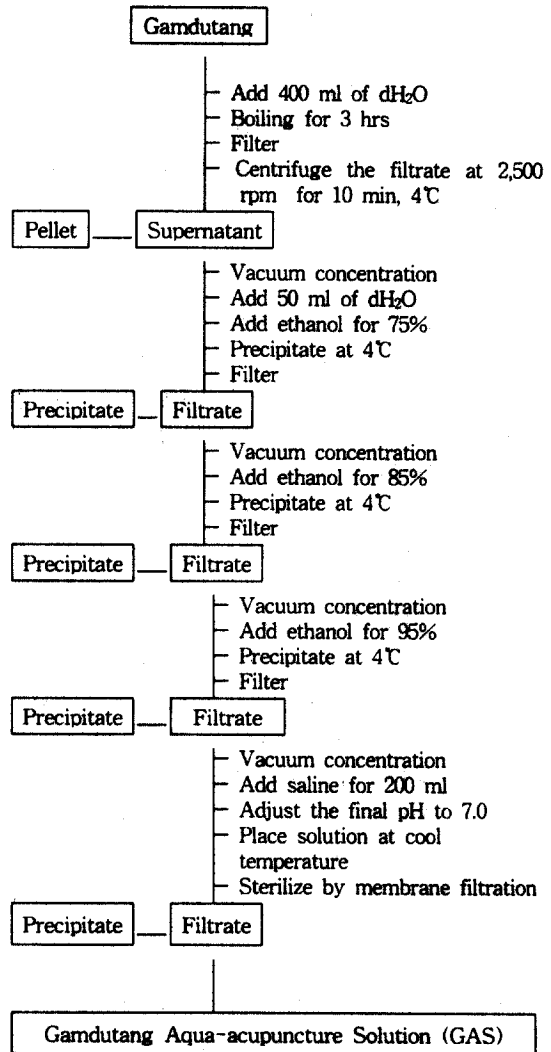 Gamdutang
Add 400 ml of dH₂O
Boiling for 3 hrs
Filter
Centrifuge the filtrate at 2,500
rpm for 10 min, 4℃
Pellet
Supernatant
Vacuum concentration
Add 50 ml of dH₂O
Add ethanol for 75%
Precipitate at 4℃
Filter
Precipitate
Filtrate
Vacuum concentration
Add ethanol for 85%
Precipitate at 4℃
Filter
Precipitate
Filtrate
Vacuum concentration
Add ethanol for 95%
Precipitate at 4℃
Filter
Precipitate
Filtrate
Vacuum concentration
Add saline for 200 ml
Adjust the final pH to 7.0
Place solution at cool
temperature
Sterilize by membrane filtration
Precipitate
Filtrate
Gamdutang Aqua-acupuncture Solution (GAS)